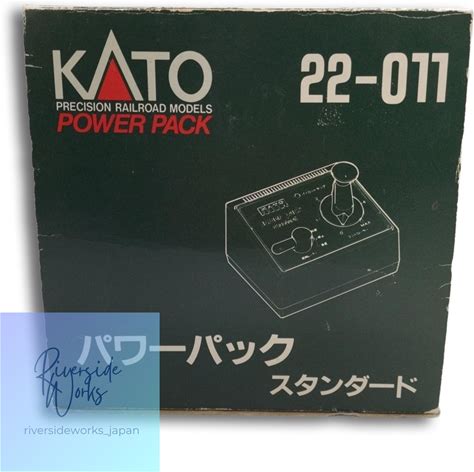 KATO
PRECISION RAILROAD MODELS
POWER PACK
22-011
KATO
パワーパック
スタンダード
Riverside
Works
riversideworks_japan